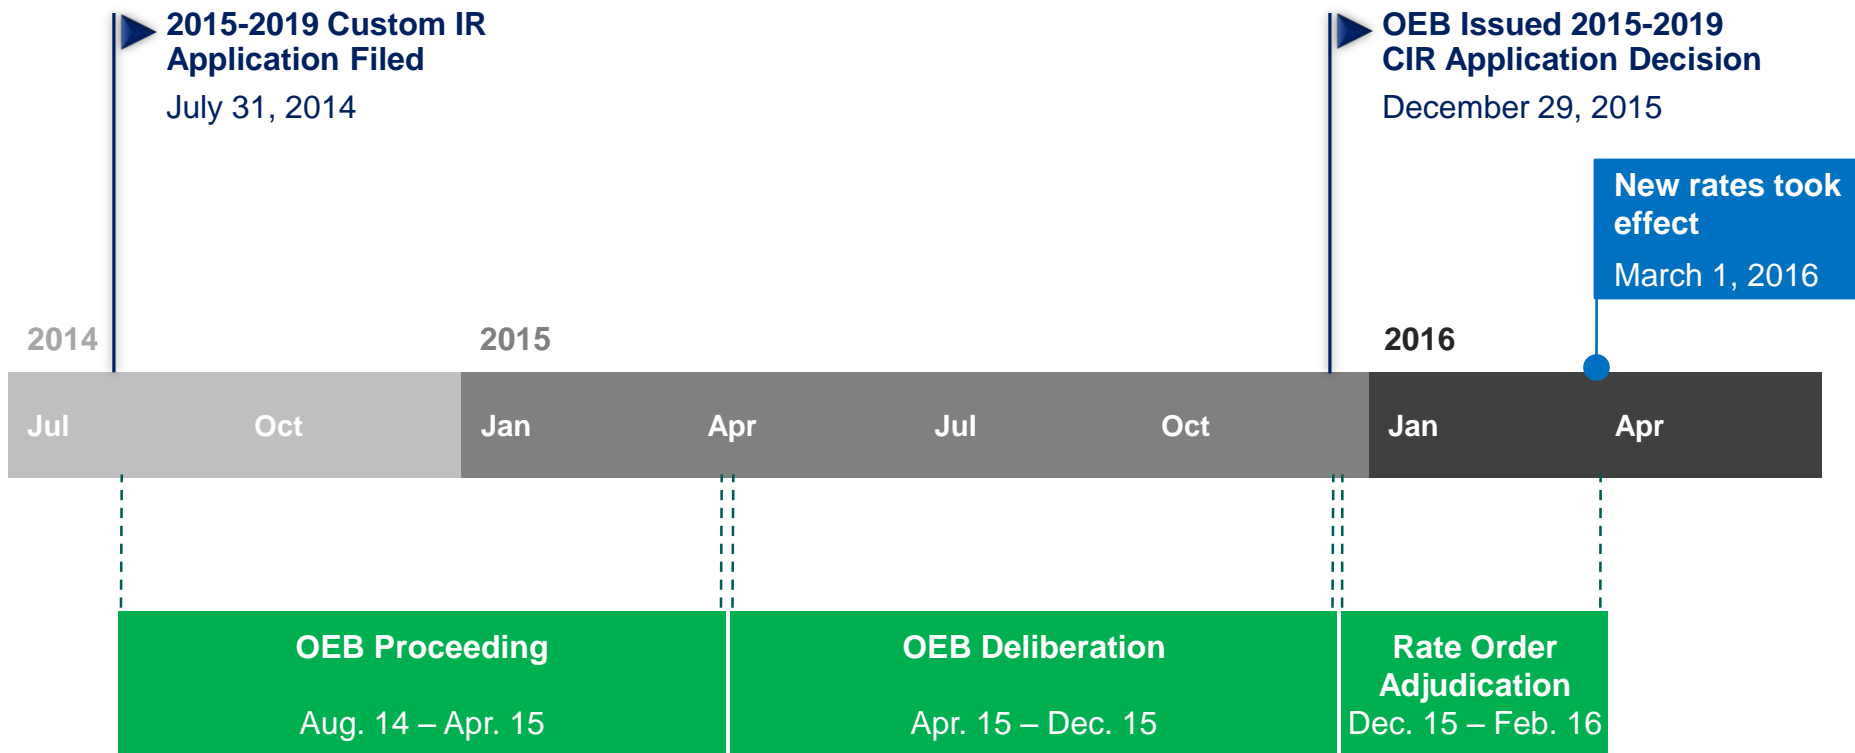 2015-2019 Custom IR
Application Filed
July 31, 2014
OEB Issued 2015-2019
CIR Application Decision
December 29, 2015
New rates took
effect
March 1, 2016
2014
2015
2016
Jul
Oct
Jan
Apr
Jul
Oct
Jan
Apr
OEB Proceeding
Aug. 14 – Apr. 15
OEB Deliberation
Apr. 15 – Dec. 15
Rate Order
Adjudication
Dec. 15 – Feb. 16